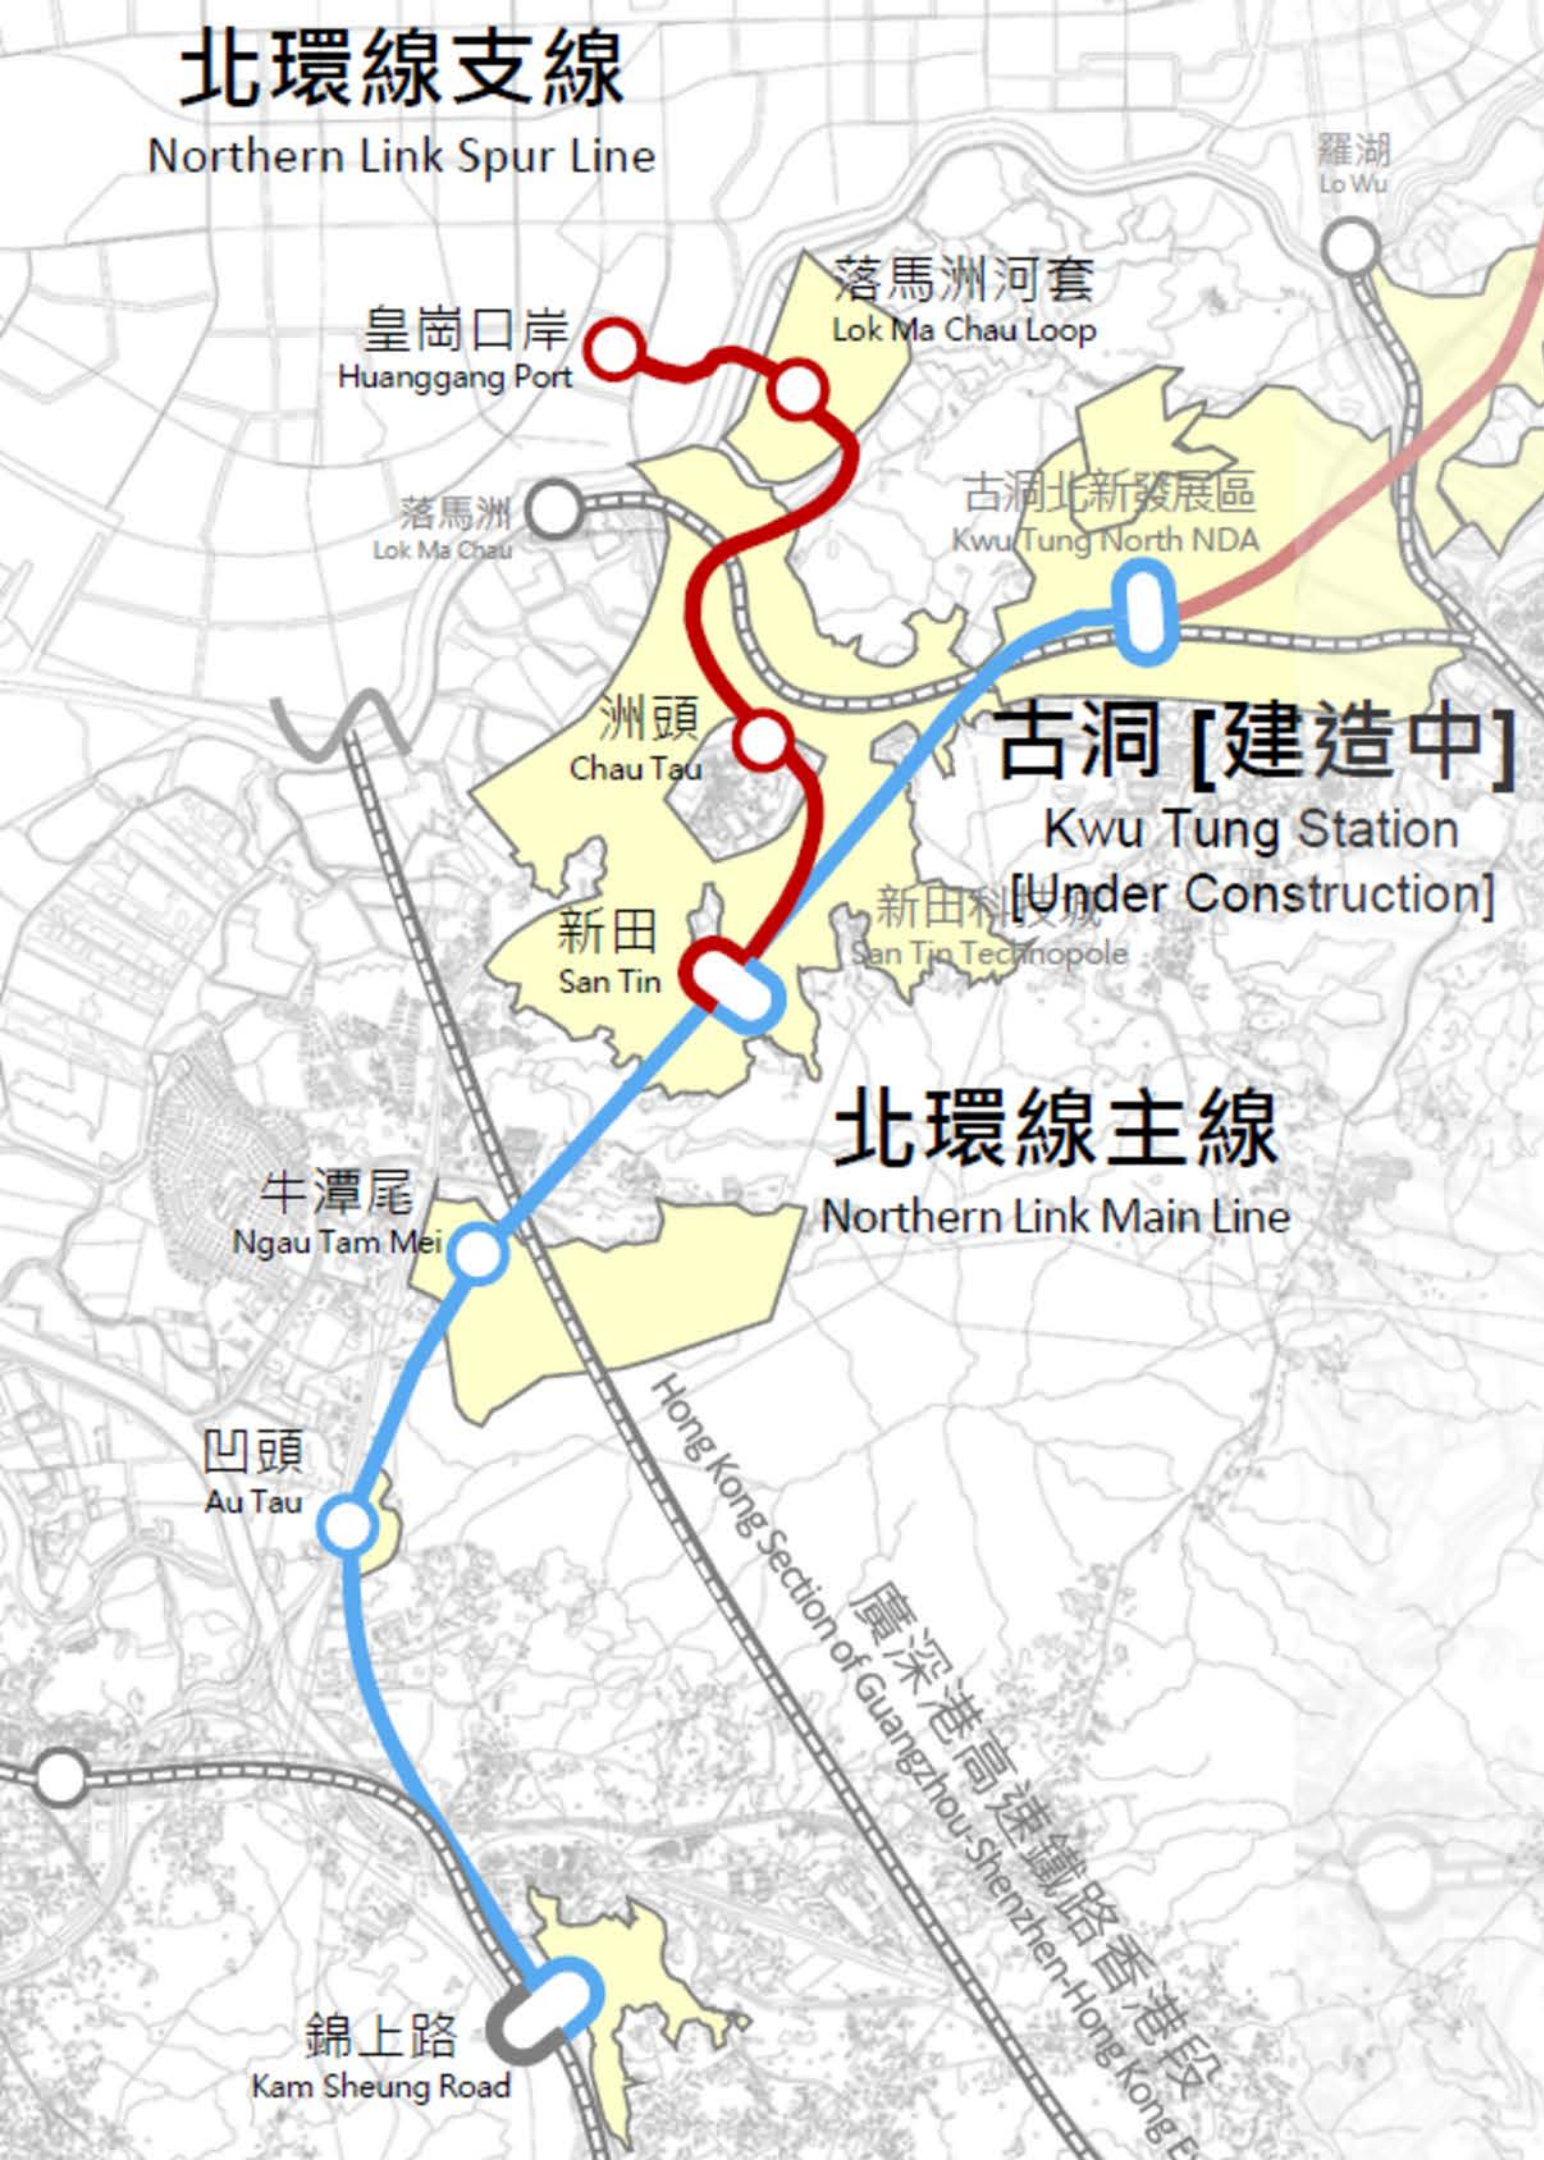 北環線支線
Northern Link Spur Line
羅湖
Lo Wu
落馬洲河套
Lok Ma Chau Loop
皇崗口岸
Huanggang Port
古洞北新發展區
Kwu Tung North NDA
落馬洲
Lok Ma Chau
洲頭
Chau Tau
古洞 [建造中]
Kwu Tung Station
[Under Construction]
新田科技城
San Tin Technopole
新田
San Tin
北環線主線
Northern Link Main Line
牛潭尾
Ngau Tam Mei
凹頭
Au Tau
廣深港高速鐵路香港段
Hong Kong Section of Guangzhou-Shenzhen-Hong Kong E
錦上路
Kam Sheung Road